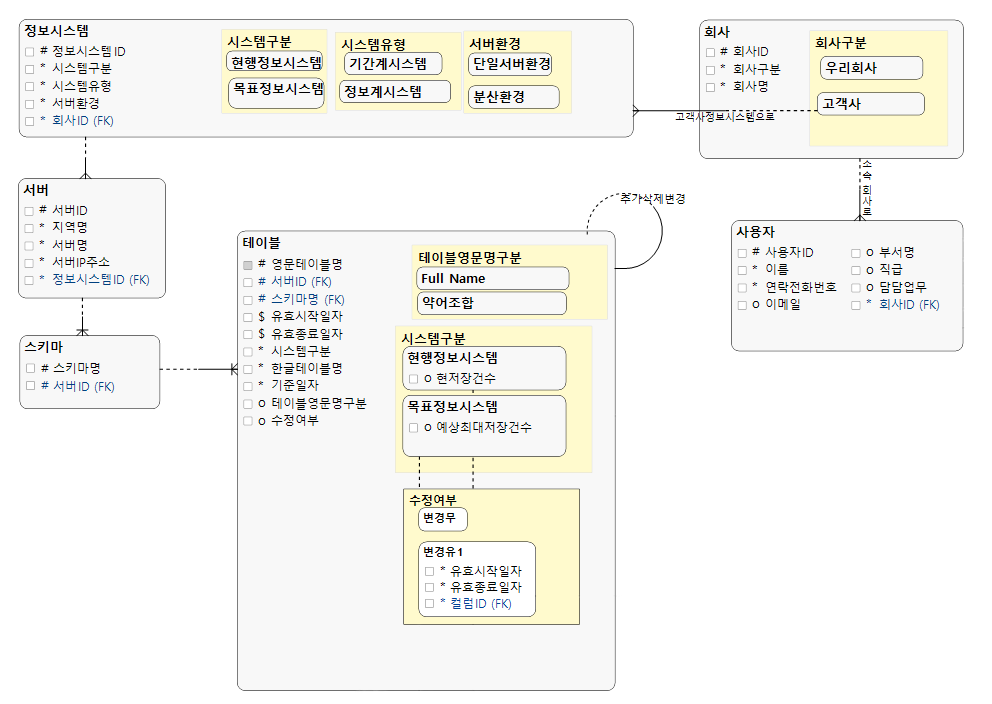 정보시스템
# 정보시스템ID
* 시스템구분
* 시스템유형
* 서버환경
* 회사ID (FK)
시스템구분
현행정보시스템
목표정보시스템
시스템유형
기간계시스템
정보계시스템
서버환경
단일서버환경
분산환경
고객사정보시스템으로
회사
# 회사ID
* 회사구분
* 회사명
회사구분
우리회사
고객사
소속 회사로
사용자
# 사용자ID
* 이름
* 연락전화번호
o 이메일
o 부서명
o 직급
o 담담업무
* 회사ID (FK)
서버
# 서버ID
* 지역명
* 서버명
* 서버IP주소
* 정보시스템ID (FK)
스키마
# 스키마명
# 서버ID (FK)
추가삭제변경
테이블
# 영문테이블명
# 서버ID (FK)
# 스키마명 (FK)
$ 유효시작일자
$ 유효종료일자
* 시스템구분
* 한글테이블명
* 기준일자
o 테이블영문명구분
o 수정여부
테이블영문명구분
Full Name
약어조합
시스템구분
현행정보시스템
o 현저장건수
목표정보시스템
o 예상최대저장건수
수정여부
변경무
변경유1
* 유효시작일자
* 유효종료일자
* 컬럼ID (FK)